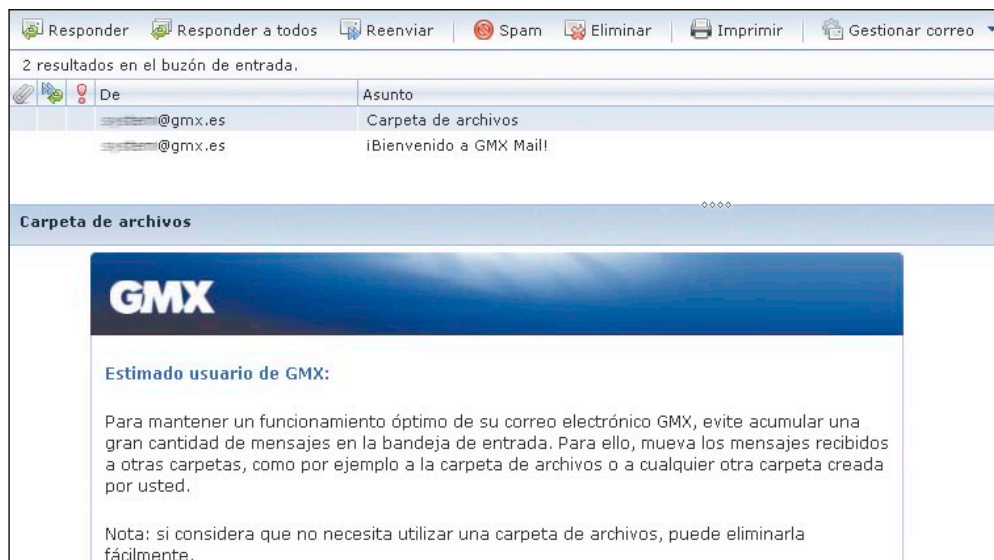 Responder Responder a todos Reenviar Spam Eliminar Imprimir Gestionar correo
2 resultados en el buzón de entrada.
De Asunto
@gmx.es Carpeta de archivos
@gmx.es ¡Bienvenido a GMX Mail!
Carpeta de archivos
GMX
Estimado usuario de GMX:
Para mantener un funcionamiento óptimo de su correo electrónico GMX, evite acumular una
gran cantidad de mensajes en la bandeja de entrada. Para ello, mueva los mensajes recibidos
a otras carpetas, como por ejemplo a la carpeta de archivos o a cualquier otra carpeta creada
por usted.
Nota: si considera que no necesita utilizar una carpeta de archivos, puede eliminarla
fácilmente.